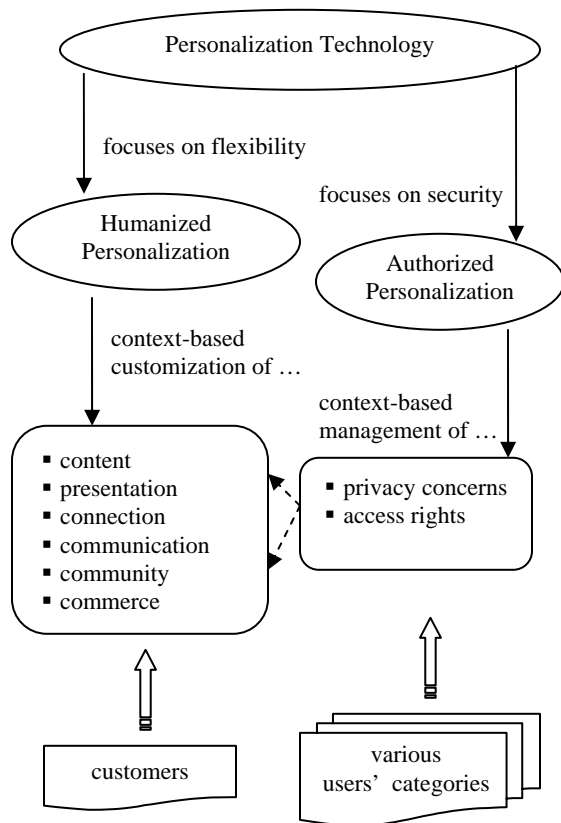 Personalization Technology
focuses on flexibility
focuses on security
Humanized
Personalization
Authorized
Personalization
context-based
customization of …
context-based
management of …
▪ content
▪ presentation
▪ connection
▪ communication
▪ community
▪ commerce
▪ privacy concerns
▪ access rights
customers
various
users’ categories